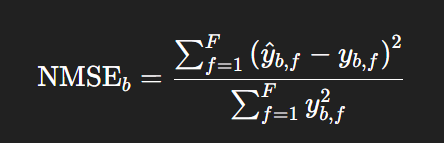 NMSE_b = \frac{\sum_{f=1}^{F} (\hat{y}_{b,f} - y_{b,f})^2}{\sum_{f=1}^{F} y_{b,f}^2}